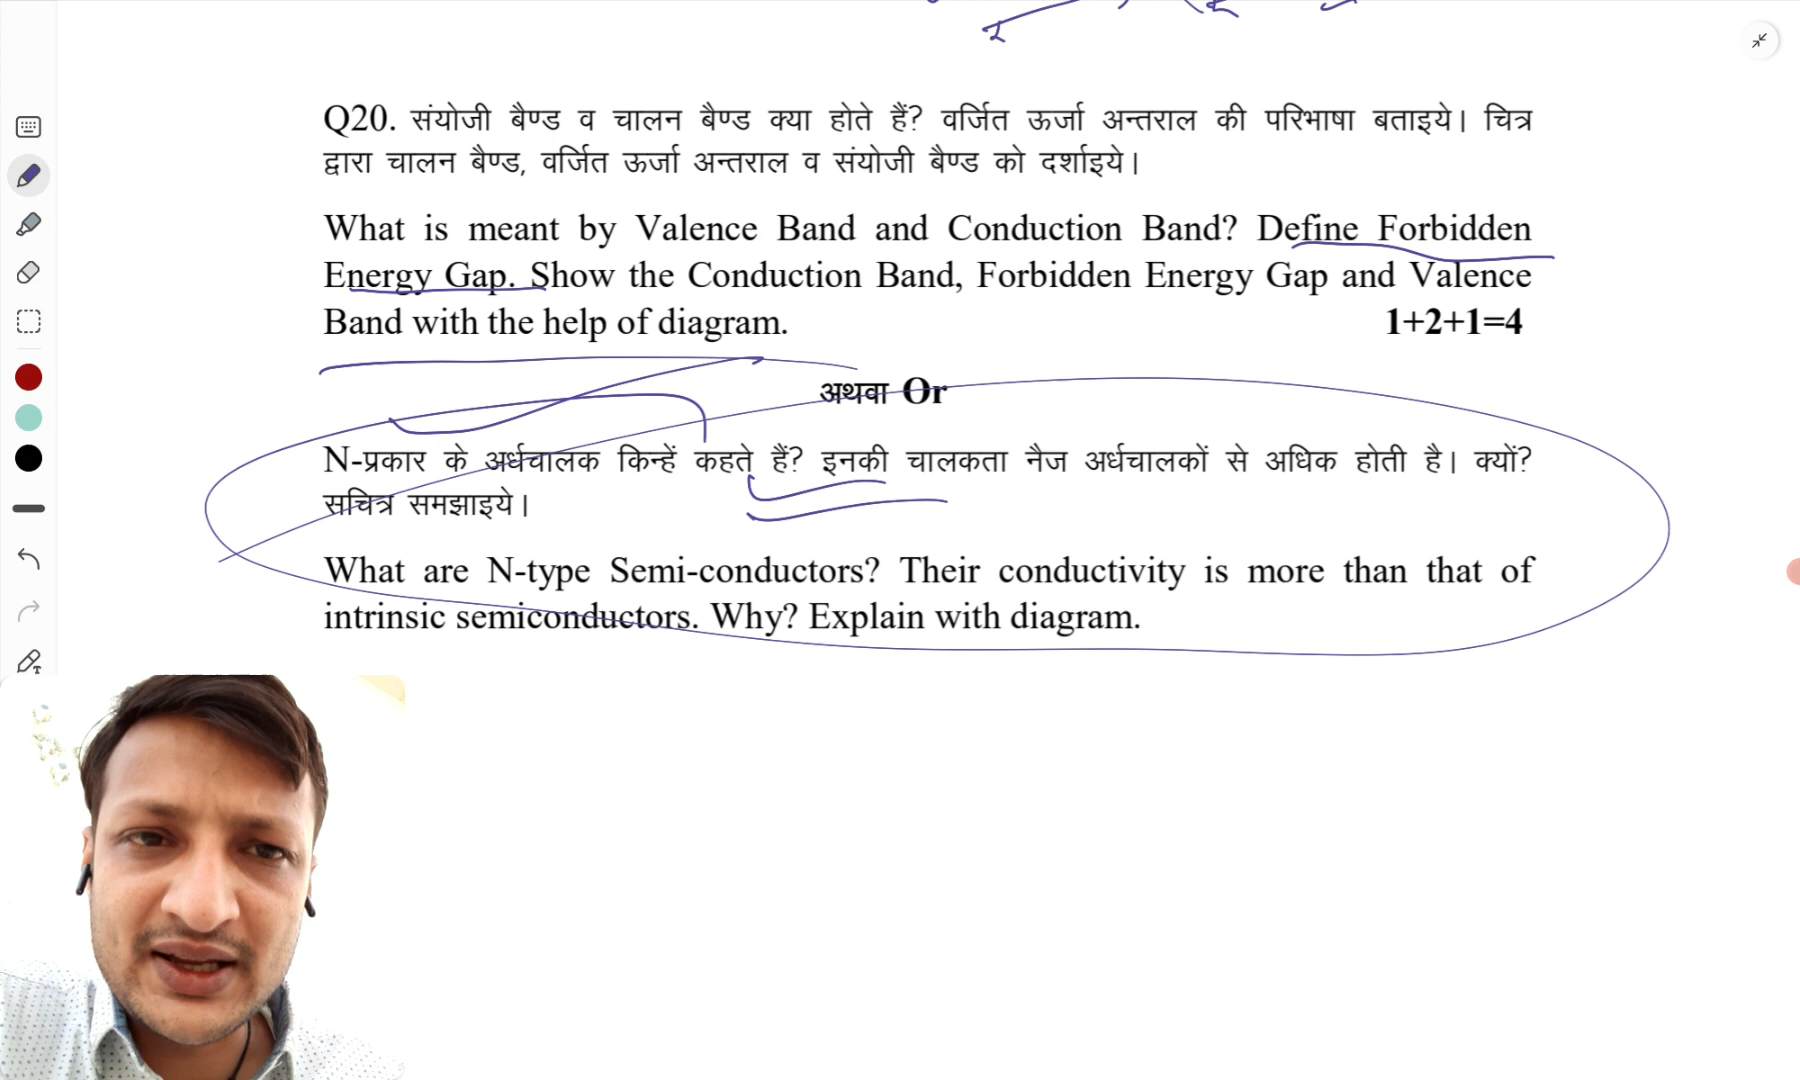 Q20. संयोजी बैण्ड व चालन बैण्ड क्या होते हैं? वर्जित ऊर्जा अन्तराल की परिभाषा बताइये। चित्र
द्वारा चालन बैण्ड, वर्जित ऊर्जा अन्तराल व संयोजी बैण्ड को दर्शाइये।
What is meant by Valence Band and Conduction Band? Define Forbidden
Energy Gap. Show the Conduction Band, Forbidden Energy Gap and Valence
Band with the help of diagram. 1+2+1=4
अथवा Or
N-प्रकार के अर्धचालक किन्हें कहते हैं? इनकी चालकता नैज अर्धचालकों से अधिक होती है। क्यों?
सचित्र समझाइये।
What are N-type Semi-conductors? Their conductivity is more than that of
intrinsic semiconductors. Why? Explain with diagram.